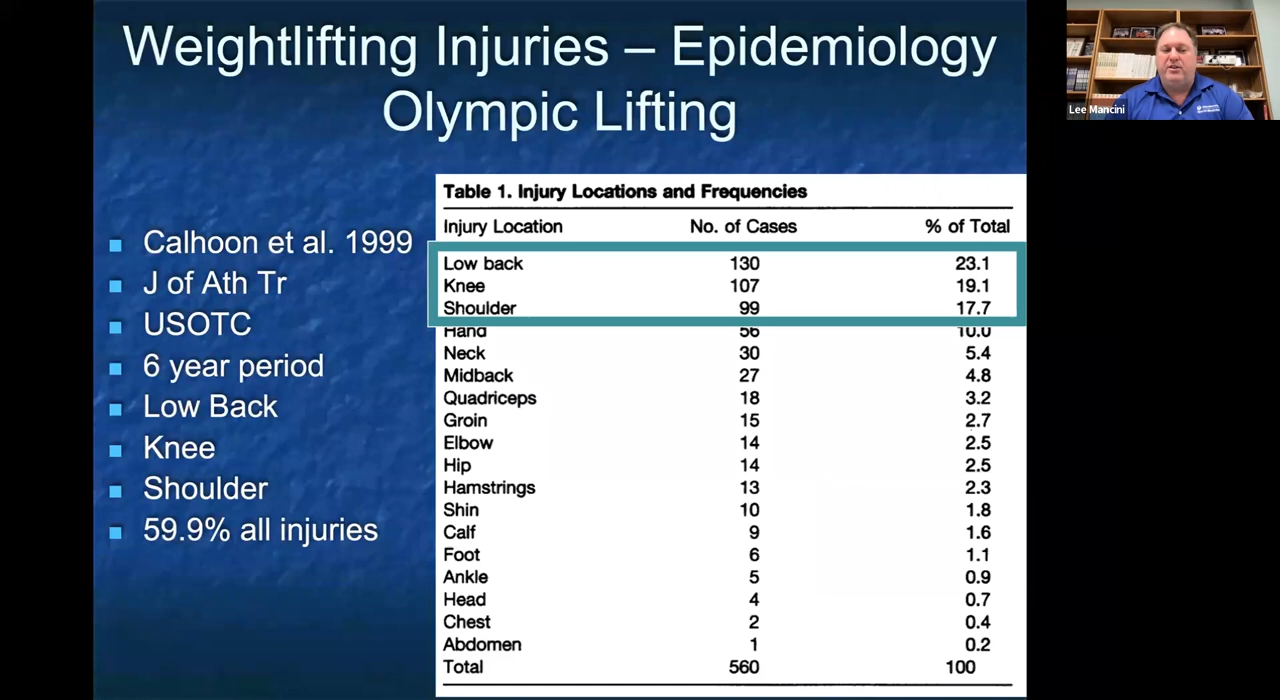 Weightlifting Injuries – Epidemiology
Olympic Lifting
Calhoon et al. 1999
J of Ath Tr
USOTC
6 year period
Low Back
Knee
Shoulder
59.9% all injuries
Table 1. Injury Locations and Frequencies
Injury Location No. of Cases % of Total
Low back 130 23.1
Knee 107 19.1
Shoulder 99 17.7
Hand 56 10.0
Neck 30 5.4
Midback 27 4.8
Quadriceps 18 3.2
Groin 15 2.7
Elbow 14 2.5
Hip 14 2.5
Hamstrings 13 2.3
Shin 10 1.8
Calf 9 1.6
Foot 6 1.1
Ankle 5 0.9
Head 4 0.7
Chest 2 0.4
Abdomen 1 0.2
Total 560 100
Lee Mancini